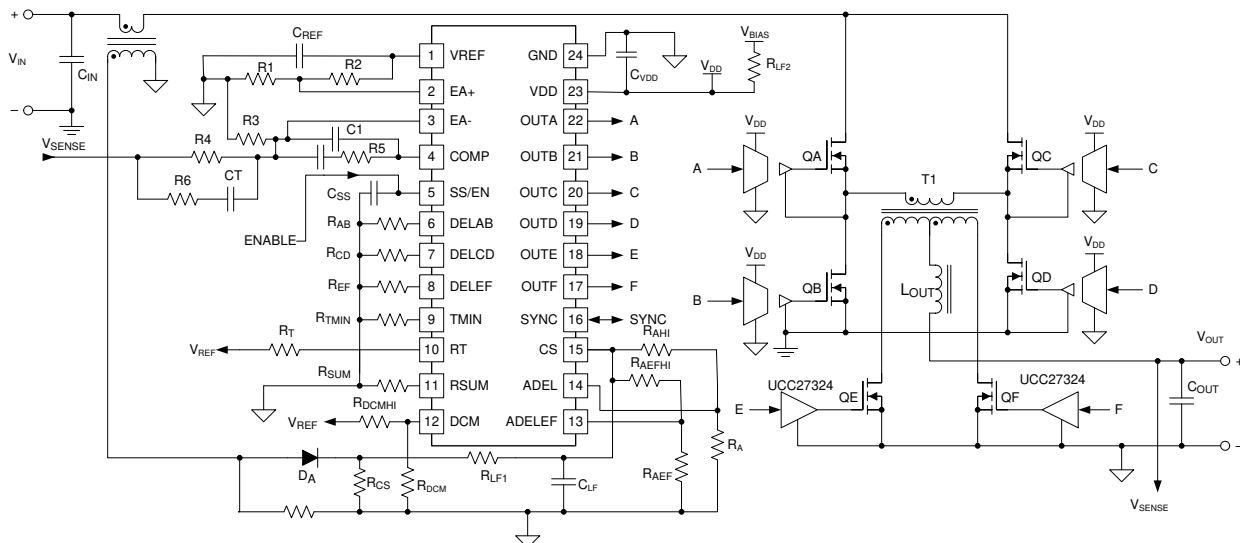 +
VIN
CIN
−
CREF
R1
R2
R3
VSENSE
R4
C1
R5
R6
CT
CSS
ENABLE
RAB
RCD
REF
RTMIN
RT
VREF
RSUM
RDCMHI
VREF
DA
RCS
RDCM
RLF1
CLF
1 VREF
2 EA+
3 EA-
4 COMP
5 SS/EN
6 DELAB
7 DELCD
8 DELEF
9 TMIN
10 RT
11 RSUM
12 DCM
GND 24
VDD 23
OUTA 22 A
OUTB 21 B
OUTC 20 C
OUTD 19 D
OUTE 18 E
OUTF 17 F
SYNC 16 SYNC
CS 15
ADEL 14
ADELEF 13
CVDD
VDD
VBIAS
RLF2
RAHI
RAEFHI
RA
RAEF
VDD
A
QA
T1
QC
VDD
C
VDD
B
QB
LOUT
QD
VDD
D
UCC27324
E
QE
QF
UCC27324
F
VOUT
+
COUT
−
VSENSE